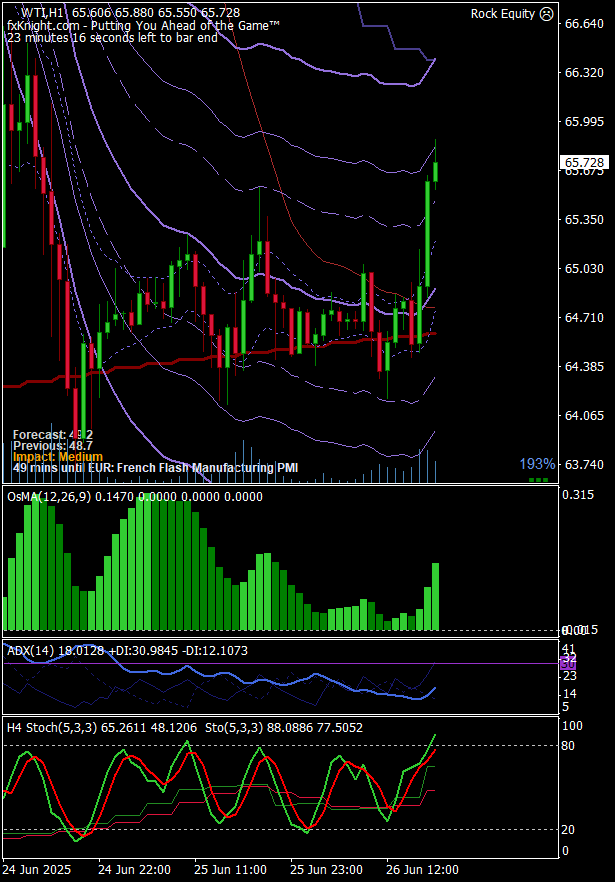 WTI,H1 65.606 65.880 65.550 65.728
Rock Equity
fxKnight.com - Putting You Ahead of the Game™
23 minutes 16 seconds left to bar end
66.640
66.320
65.995
65.728
65.675
65.350
65.030
64.710
64.385
64.065
63.740
Forecast: 49.2
Previous: 48.7
Impact: Medium
49 mins until EUR: French Flash Manufacturing PMI
193%
OsMA(12,26,9) 0.1470 0.0000 0.0000 0.0000
0.315
ADX(14) 18.0128 +DI:30.9845 -DI:12.1073
41
32
23
14
5
H4 Stoch(5,3,3) 65.2611 48.1206 Sto(5,3,3) 88.0886 77.5052
100
80
20
0
24 Jun 2025
24 Jun 22:00
25 Jun 11:00
25 Jun 23:00
26 Jun 12:00